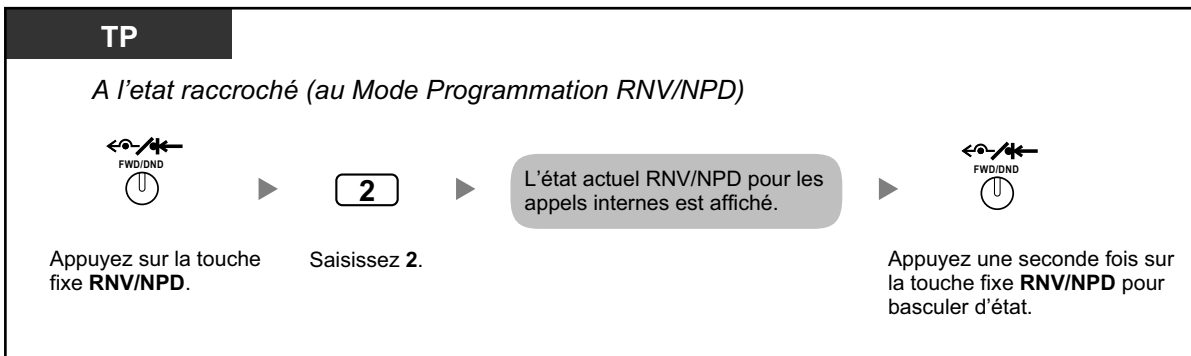 TP
A l'etat raccroché (au Mode Programmation RNV/NPD)
FWD/DND
2
L'état actuel RNV/NPD pour les
appels internes est affiché.
FWD/DND
Appuyez sur la touche
fixe RNV/NPD.
Saisissez 2.
Appuyez une seconde fois sur
la touche fixe RNV/NPD pour
basculer d'état.